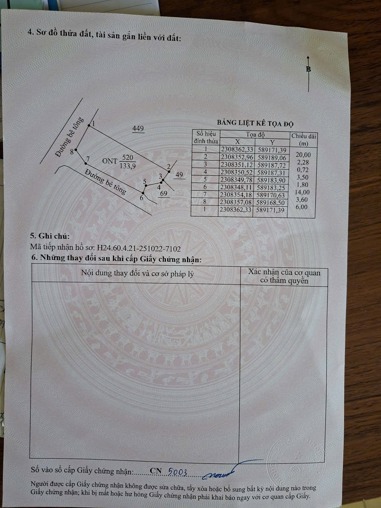 4. Sơ đồ thửa đất, tài sản gắn liền với đất:
B
BẢNG LIỆT KÊ TỌA ĐỘ
Số hiệu đỉnh thửa | Tọa độ | Chiều dài (m)
X | Y
1 | 2308362,33 | 589171,39
20,00
2 | 2308352,96 | 589189,06
2,28
3 | 2308351,12 | 589187,72
0,72
4 | 2308350,52 | 589187,31
3,50
5 | 2308349,78 | 589183,90
1,80
6 | 2308348,11 | 589183,25
14,00
7 | 2308354,18 | 589170,63
3,60
8 | 2308357,08 | 589168,50
6,00
1 | 2308362,33 | 589171,39
Đường bê tông
1
449
8
7
ONT 520
133,9
2
3
49
4
5
69
6
Đường bê tông
5. Ghi chú:
Mã tiếp nhận hồ sơ: H24.60.4.21-251022-7102
6. Những thay đổi sau khi cấp Giấy chứng nhận:
Nội dung thay đổi và cơ sở pháp lý | Xác nhận của cơ quan có thẩm quyền
Số vào sổ cấp Giấy chứng nhận: CN 5003
Người được cấp Giấy chứng nhận không được sửa chữa, tẩy xóa hoặc bổ sung bất kỳ nội dung nào trong
Giấy chứng nhận; khi bị mất hoặc hư hỏng Giấy chứng nhận phải khai báo ngay với cơ quan cấp Giấy.